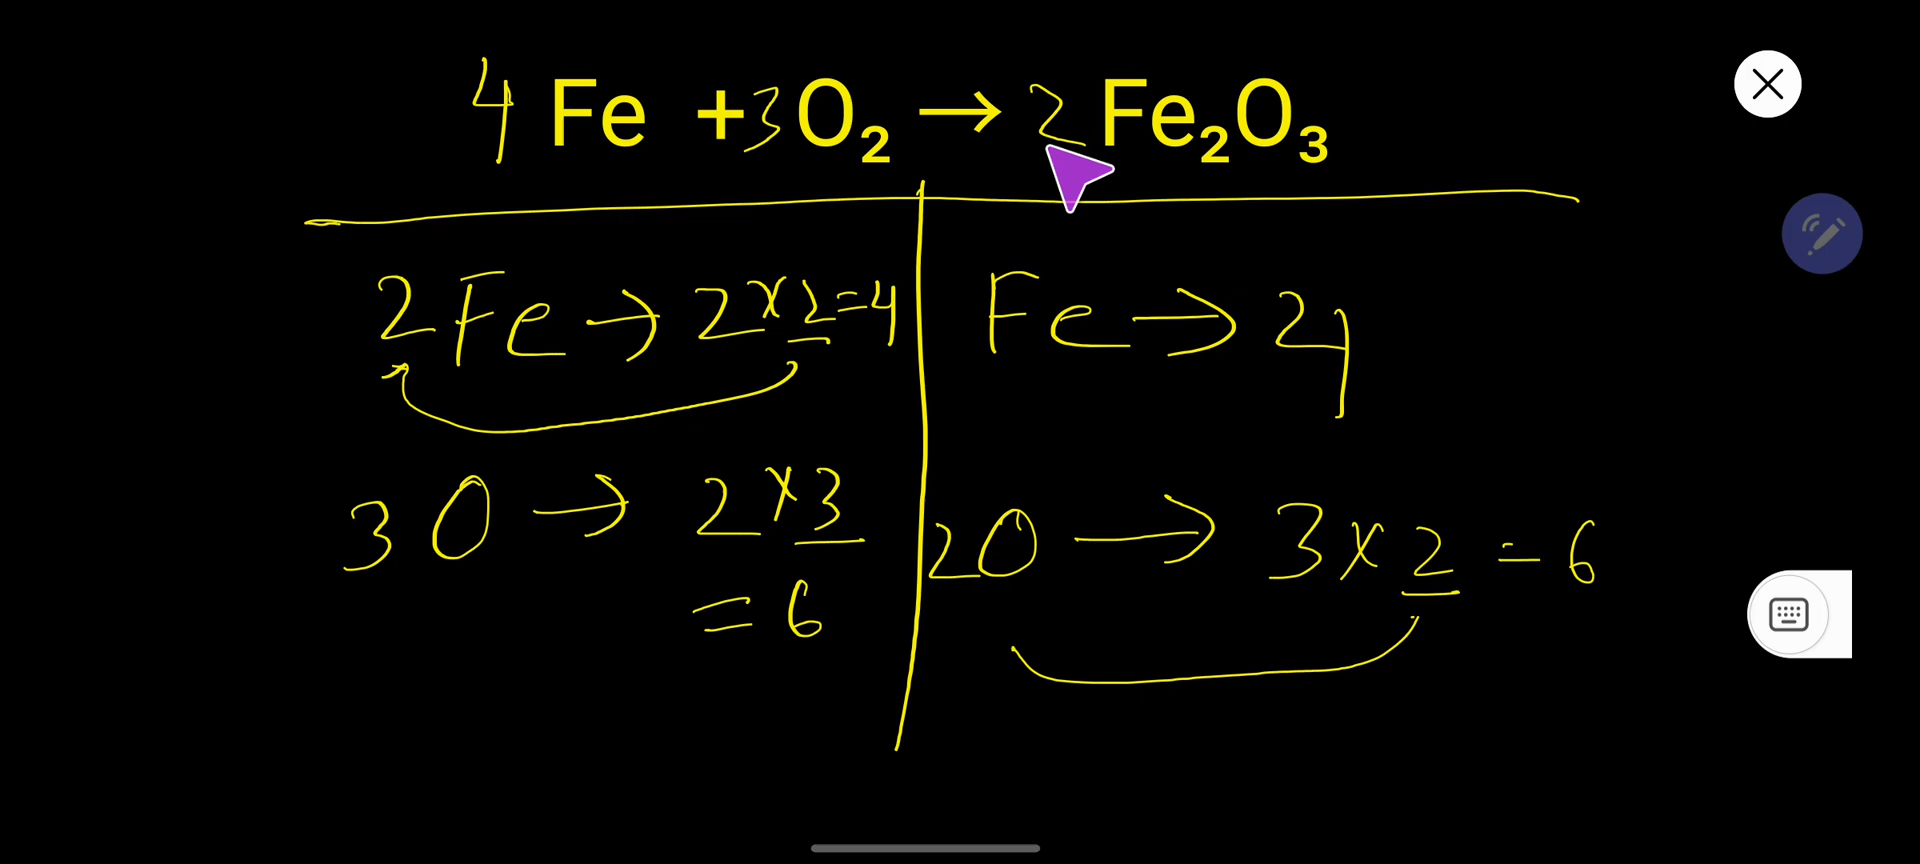 4 Fe + 3 O₂ → 2 Fe₂O₃
2 Fe → 2 × 2 = 4
Fe → 4
3 O → 2 × 3
= 6
2 O → 3 × 2 = 6